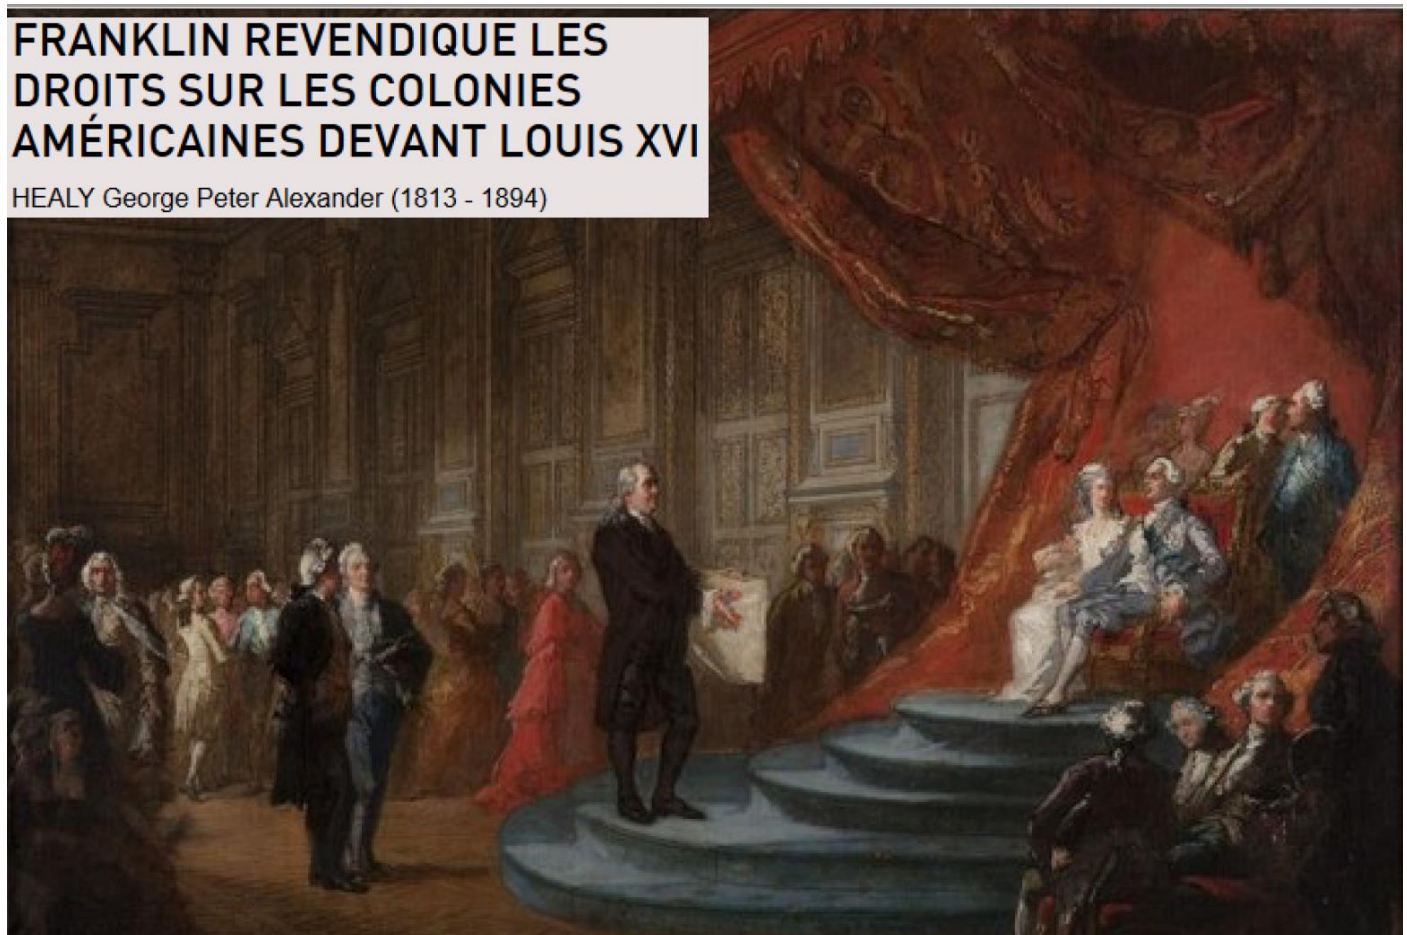 FRANKLIN REVENDIQUE LES
DROITS SUR LES COLONIES
AMÉRICAINES DEVANT LOUIS XVI
HEALY George Peter Alexander (1813 - 1894)